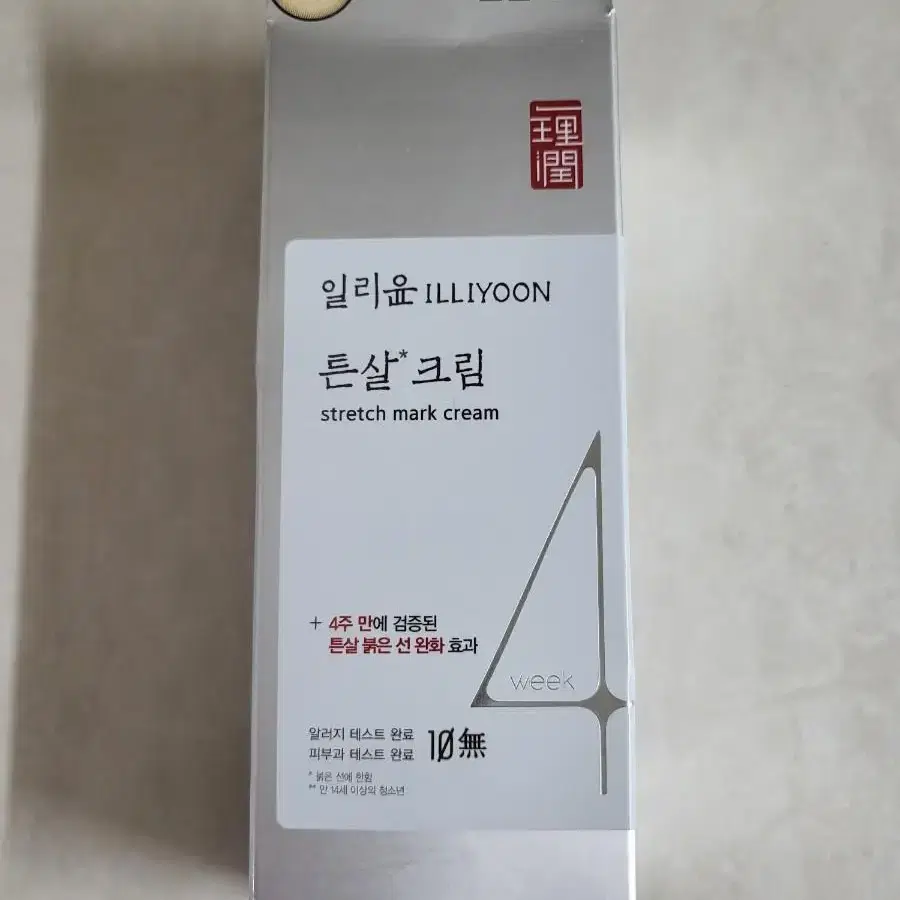 一理
潤
일리윤 ILLIYOON
튼살* 크림
stretch mark cream
+ 4주 만에 검증된
튼살 붉은 선 완화 효과
4
week
알러지 테스트 완료
피부과 테스트 완료
10無
* 붉은 선에 한함
** 만 14세 이상의 청소년